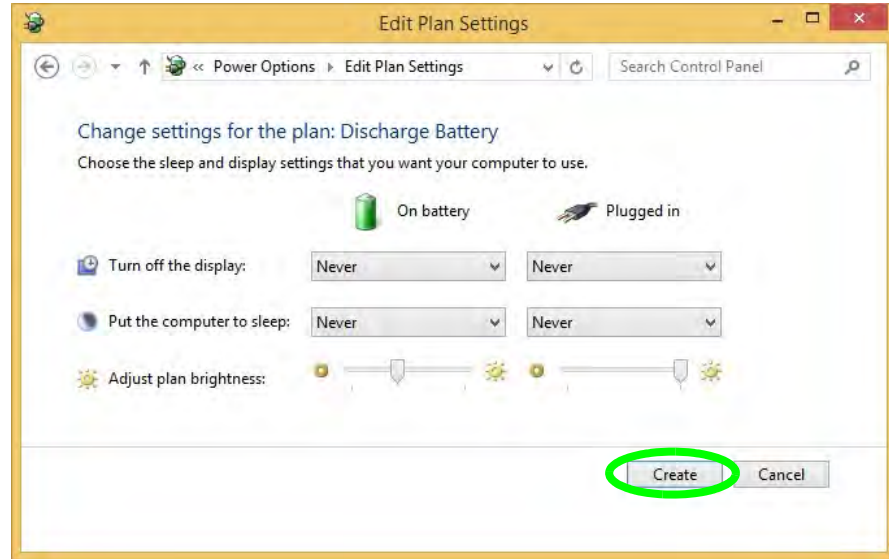 Edit Plan Settings
« Power Options Edit Plan Settings Search Control Panel
Change settings for the plan: Discharge Battery
Choose the sleep and display settings that you want your computer to use.
On battery Plugged in
Turn off the display: Never Never
Put the computer to sleep: Never Never
Adjust plan brightness:
Create Cancel